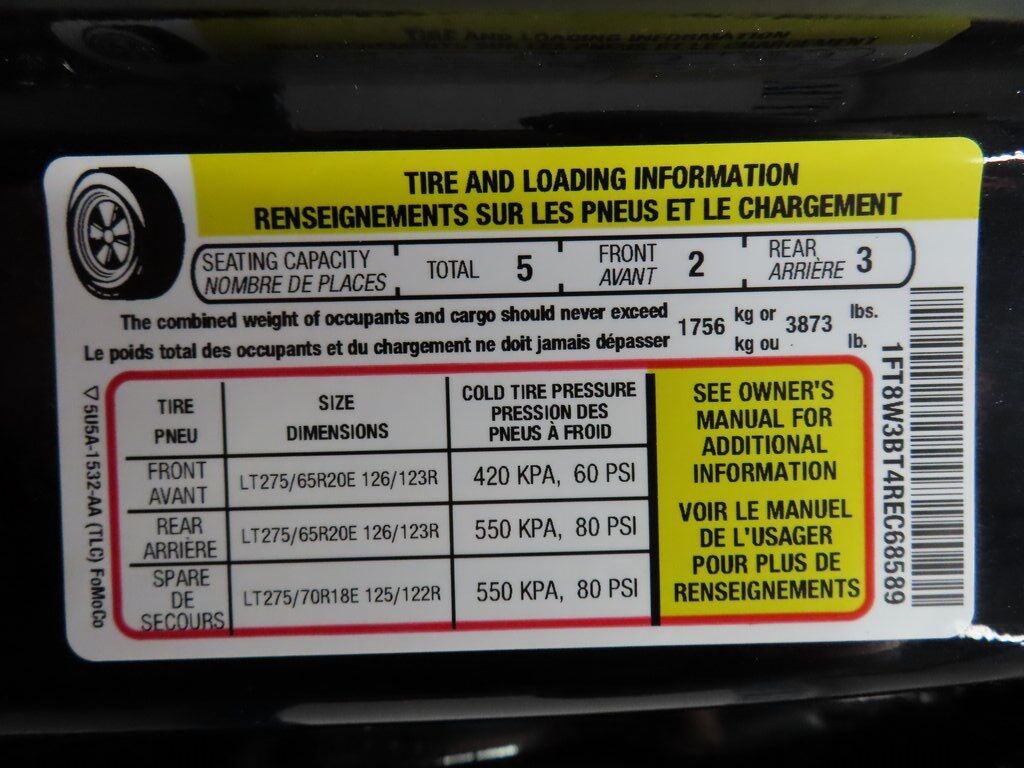 TIRE AND LOADING INFORMATION
RENSEIGNEMENTS SUR LES PNEUS ET LE CHARGEMENT
SEATING CAPACITY
NOMBRE DE PLACES
TOTAL 5
FRONT
AVANT 2
REAR
ARRIÈRE 3
The combined weight of occupants and cargo should never exceed 1756 kg or 3873 lbs.
Le poids total des occupants et du chargement ne doit jamais dépasser kg ou lb.
TIRE
PNEU
SIZE
DIMENSIONS
COLD TIRE PRESSURE
PRESSION DES
PNEUS À FROID
FRONT
AVANT
LT275/65R20E 126/123R
420 KPA, 60 PSI
REAR
ARRIÈRE
LT275/65R20E 126/123R
550 KPA, 80 PSI
SPARE
DE
SECOURS
LT275/70R18E 125/122R
550 KPA, 80 PSI
SEE OWNER'S
MANUAL FOR
ADDITIONAL
INFORMATION
VOIR LE MANUEL
DE L'USAGER
POUR PLUS DE
RENSEIGNEMENTS
1FT8W3BT4REC68589
▽ 5U5A-1532-AA (TLC) FoMoCo
TIRE AND LOADING INFORMATION